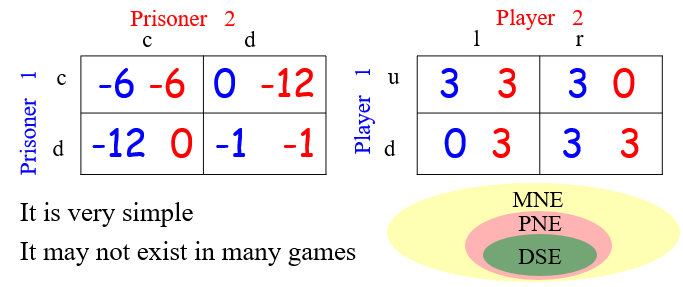 Prisoner 2
c d
Prisoner 1
c -6 -6 0 -12
d -12 0 -1 -1
Player 2
l r
Player 1
u 3 3 3 0
d 0 3 3 3
It is very simple
It may not exist in many games
MNE
PNE
DSE